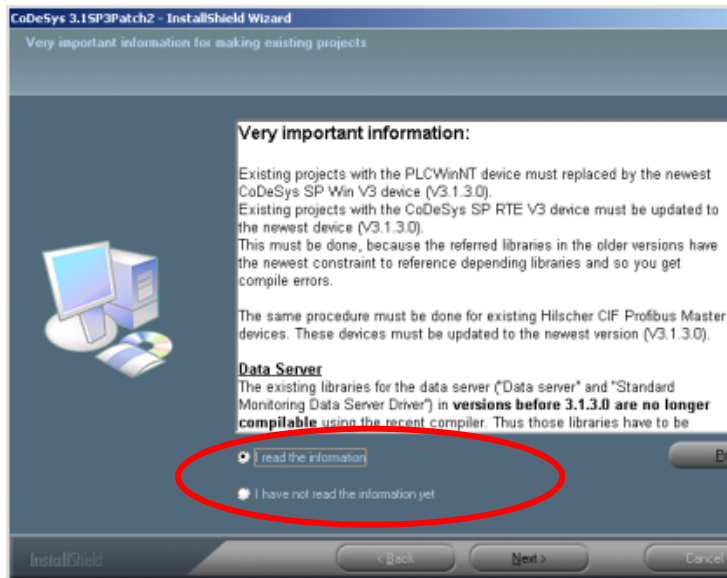 CoDeSys 3.1SP3Patch2 - InstallShield Wizard
Very important information for making existing projects
Very important information:
Existing projects with the PLCWinNT device must replaced by the newest
CoDeSys SP Win V3 device (V3.1.3.0).
Existing projects with the CoDeSys SP RTE V3 device must be updated to
the newest device (V3.1.3.0).
This must be done, because the referred libraries in the older versions have
the newest constraint to reference depending libraries and so you get
compile errors.
The same procedure must be done for existing Hilscher CIF Profibus Master
devices. These devices must be updated to the newest version (V3.1.3.0).
Data Server
The existing libraries for the data server ("Data server" and "Standard
Monitoring Data Server Driver") in versions before 3.1.3.0 are no longer
compilable using the recent compiler. Thus those libraries have to be
I read the information
I have not read the information yet
InstallShield
< Back
Next >
Cancel